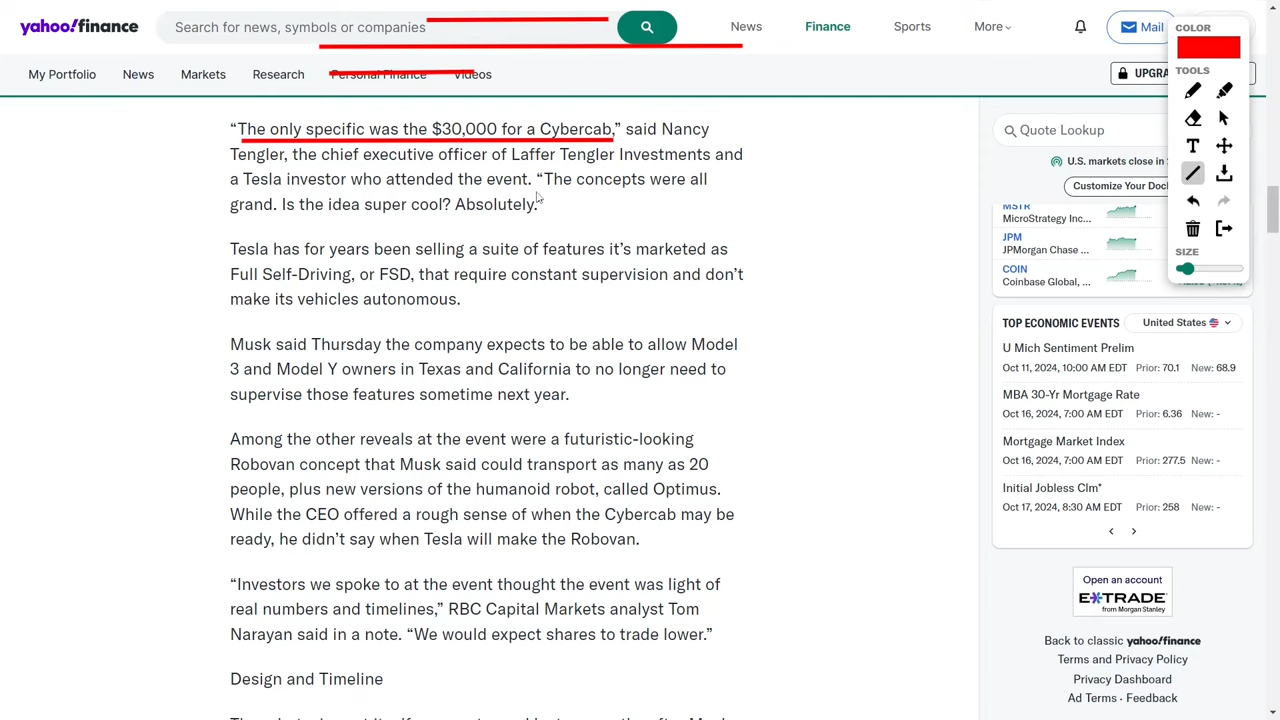 yahoo!finance
Search for news, symbols or companies
News
Finance
Sports
More
Mail
COLOR
My Portfolio
News
Markets
Research
Personal Finance
Videos
UPGRA
TOOLS
T
SIZE
“The only specific was the $30,000 for a Cybercab,” said Nancy
Tengler, the chief executive officer of Laffer Tengler Investments and
a Tesla investor who attended the event. “The concepts were all
grand. Is the idea super cool? Absolutely.”
Tesla has for years been selling a suite of features it’s marketed as
Full Self-Driving, or FSD, that require constant supervision and don’t
make its vehicles autonomous.
Musk said Thursday the company expects to be able to allow Model
3 and Model Y owners in Texas and California to no longer need to
supervise those features sometime next year.
Among the other reveals at the event were a futuristic-looking
Robovan concept that Musk said could transport as many as 20
people, plus new versions of the humanoid robot, called Optimus.
While the CEO offered a rough sense of when the Cybercab may be
ready, he didn’t say when Tesla will make the Robovan.
“Investors we spoke to at the event thought the event was light of
real numbers and timelines,” RBC Capital Markets analyst Tom
Narayan said in a note. “We would expect shares to trade lower.”
Design and Timeline
Quote Lookup
U.S. markets close in
Customize Your Doc
MSTR
MicroStrategy Inc...
JPM
JPMorgan Chase ...
COIN
Coinbase Global, ...
TOP ECONOMIC EVENTS
United States
U Mich Sentiment Prelim
Oct 11, 2024, 10:00 AM EDT Prior: 70.1 New: 68.9
MBA 30-Yr Mortgage Rate
Oct 16, 2024, 7:00 AM EDT Prior: 6.36 New: -
Mortgage Market Index
Oct 16, 2024, 7:00 AM EDT Prior: 277.5 New: -
Initial Jobless Clm*
Oct 17, 2024, 8:30 AM EDT Prior: 258 New: -
Open an account
E*TRADE
from Morgan Stanley
Back to classic yahoo!finance
Terms and Privacy Policy
Privacy Dashboard
Ad Terms · Feedback